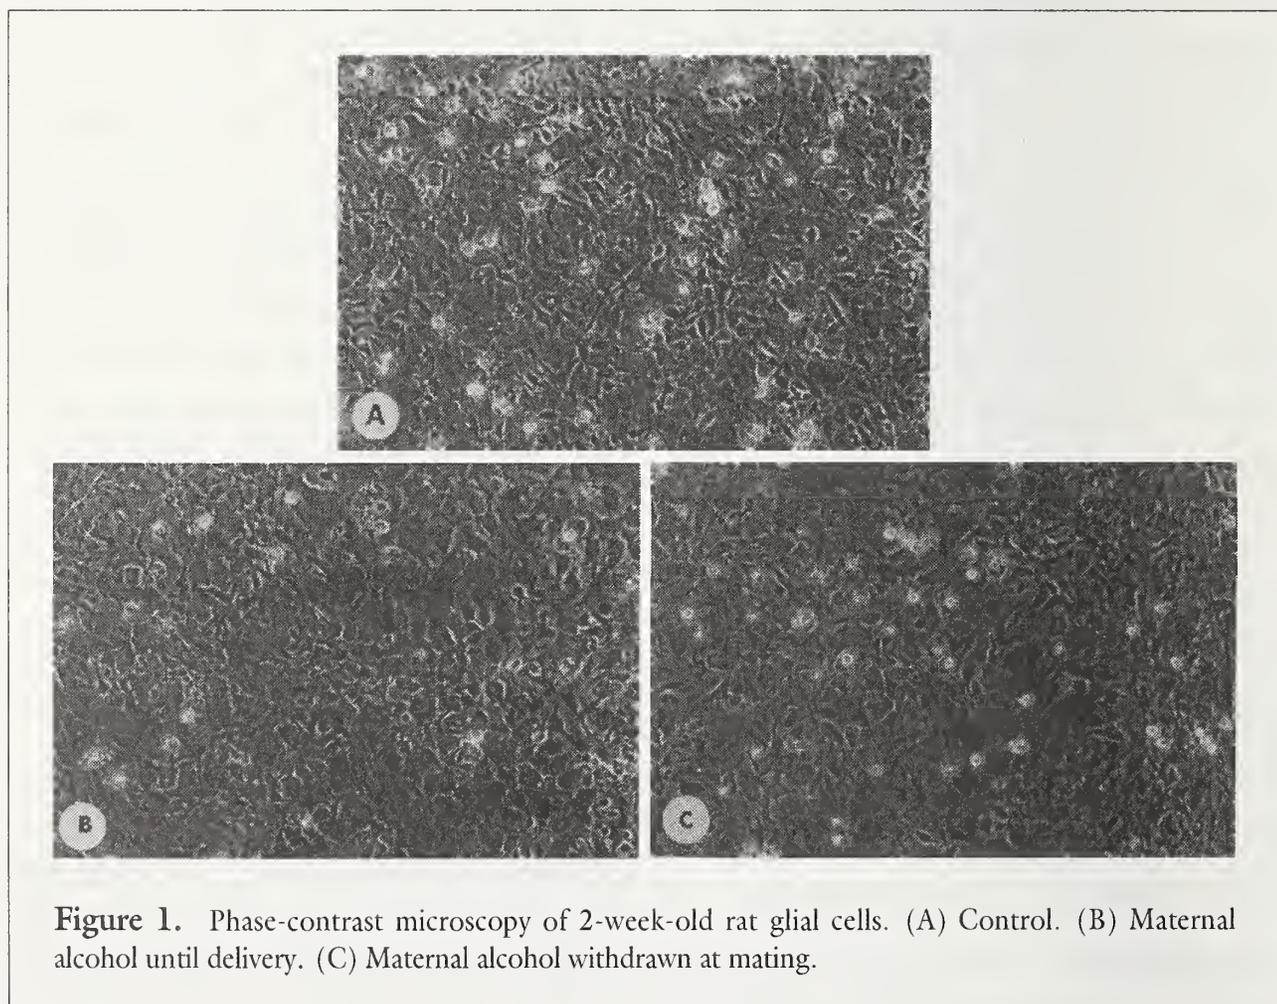 A
B
C
Figure 1. Phase-contrast microscopy of 2-week-old rat glial cells. (A) Control. (B) Maternal
alcohol until delivery. (C) Maternal alcohol withdrawn at mating.